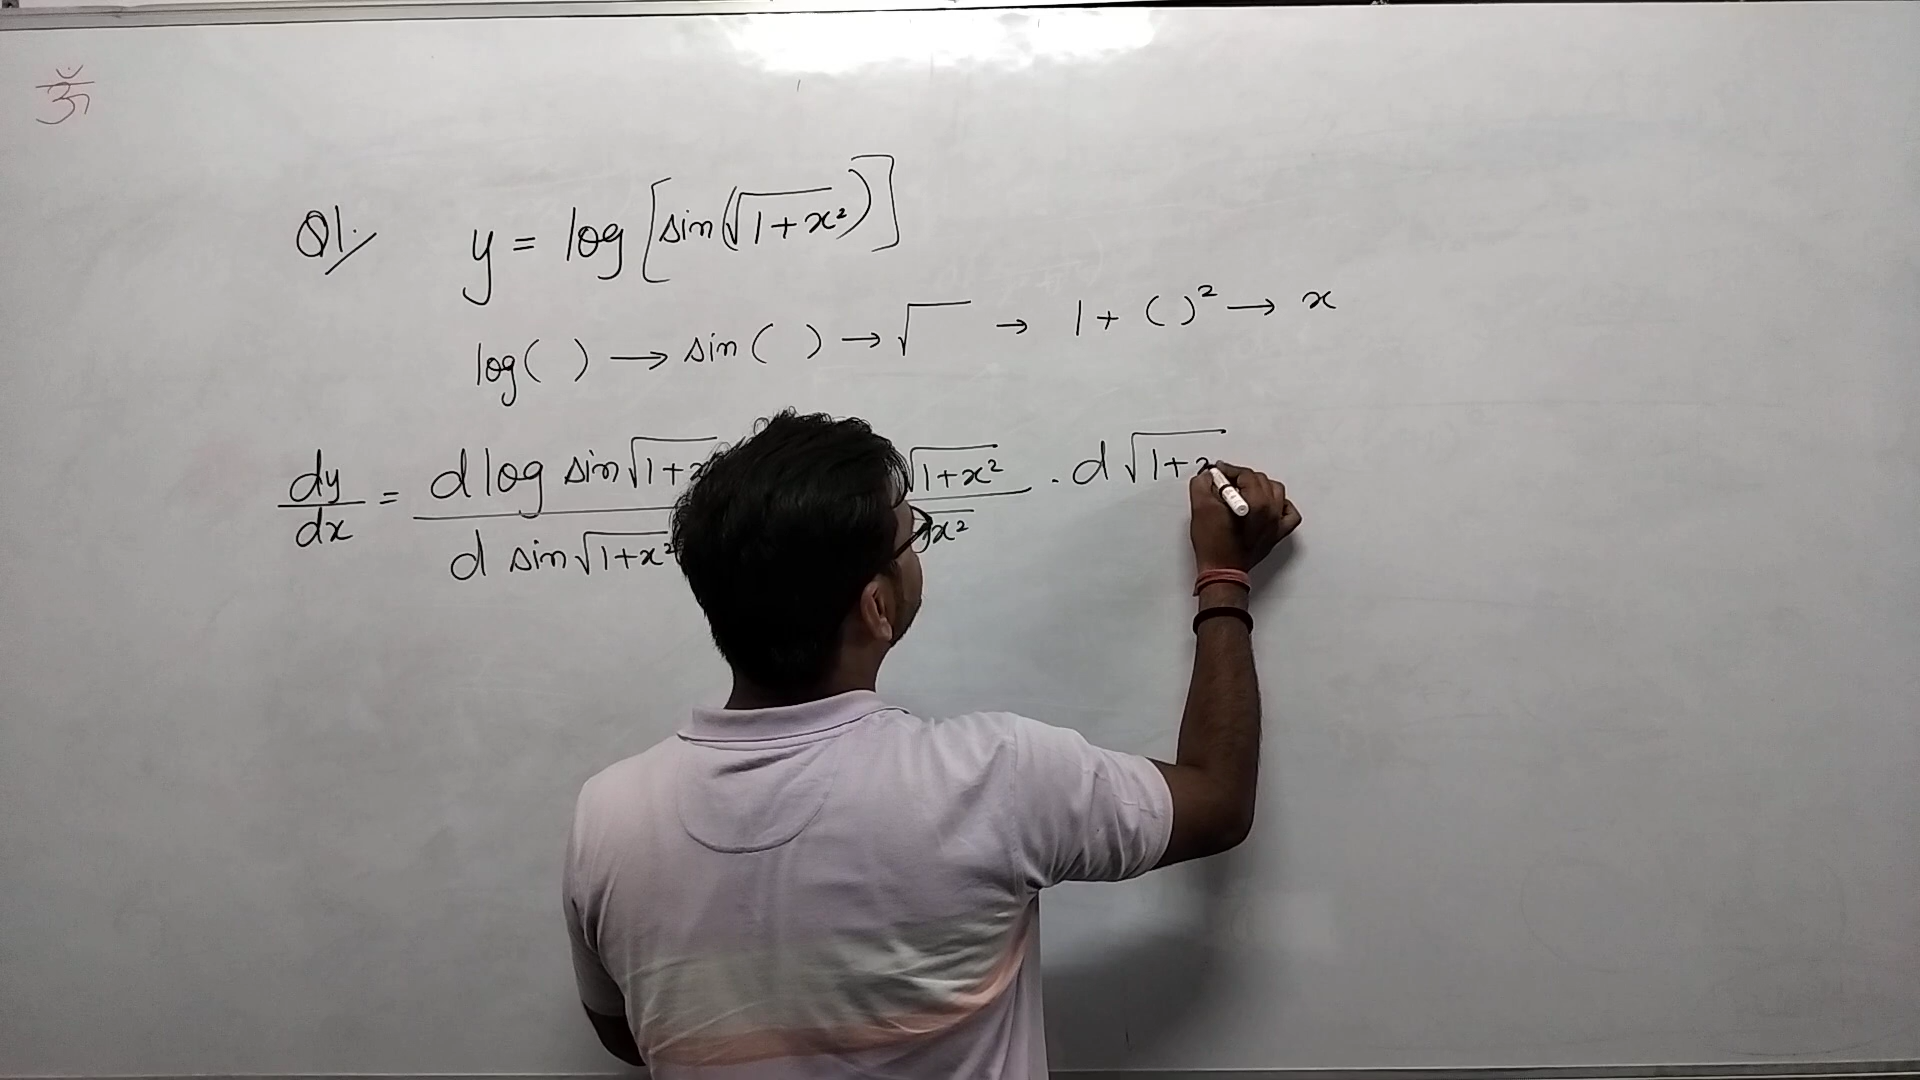 ॐ
Q1. y = log [sin(√1+x²)]
log( ) → sin( ) → √ → 1 + ( )² → x
dy/dx = d log sin√1+x / d sin√1+x² √1+x² / x² . d √1+x